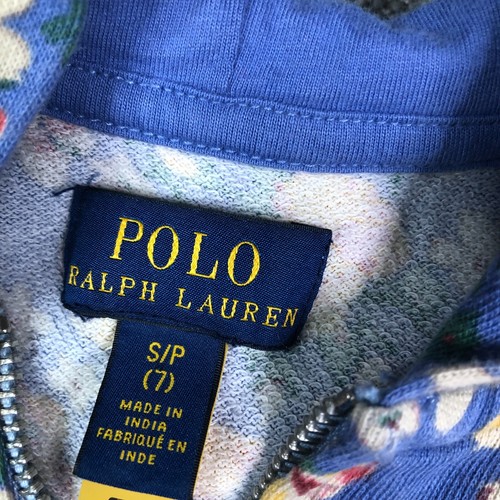 POLO
RALPH LAUREN
S/P
(7)
MADE IN
INDIA
FABRIQUÉ EN
INDE